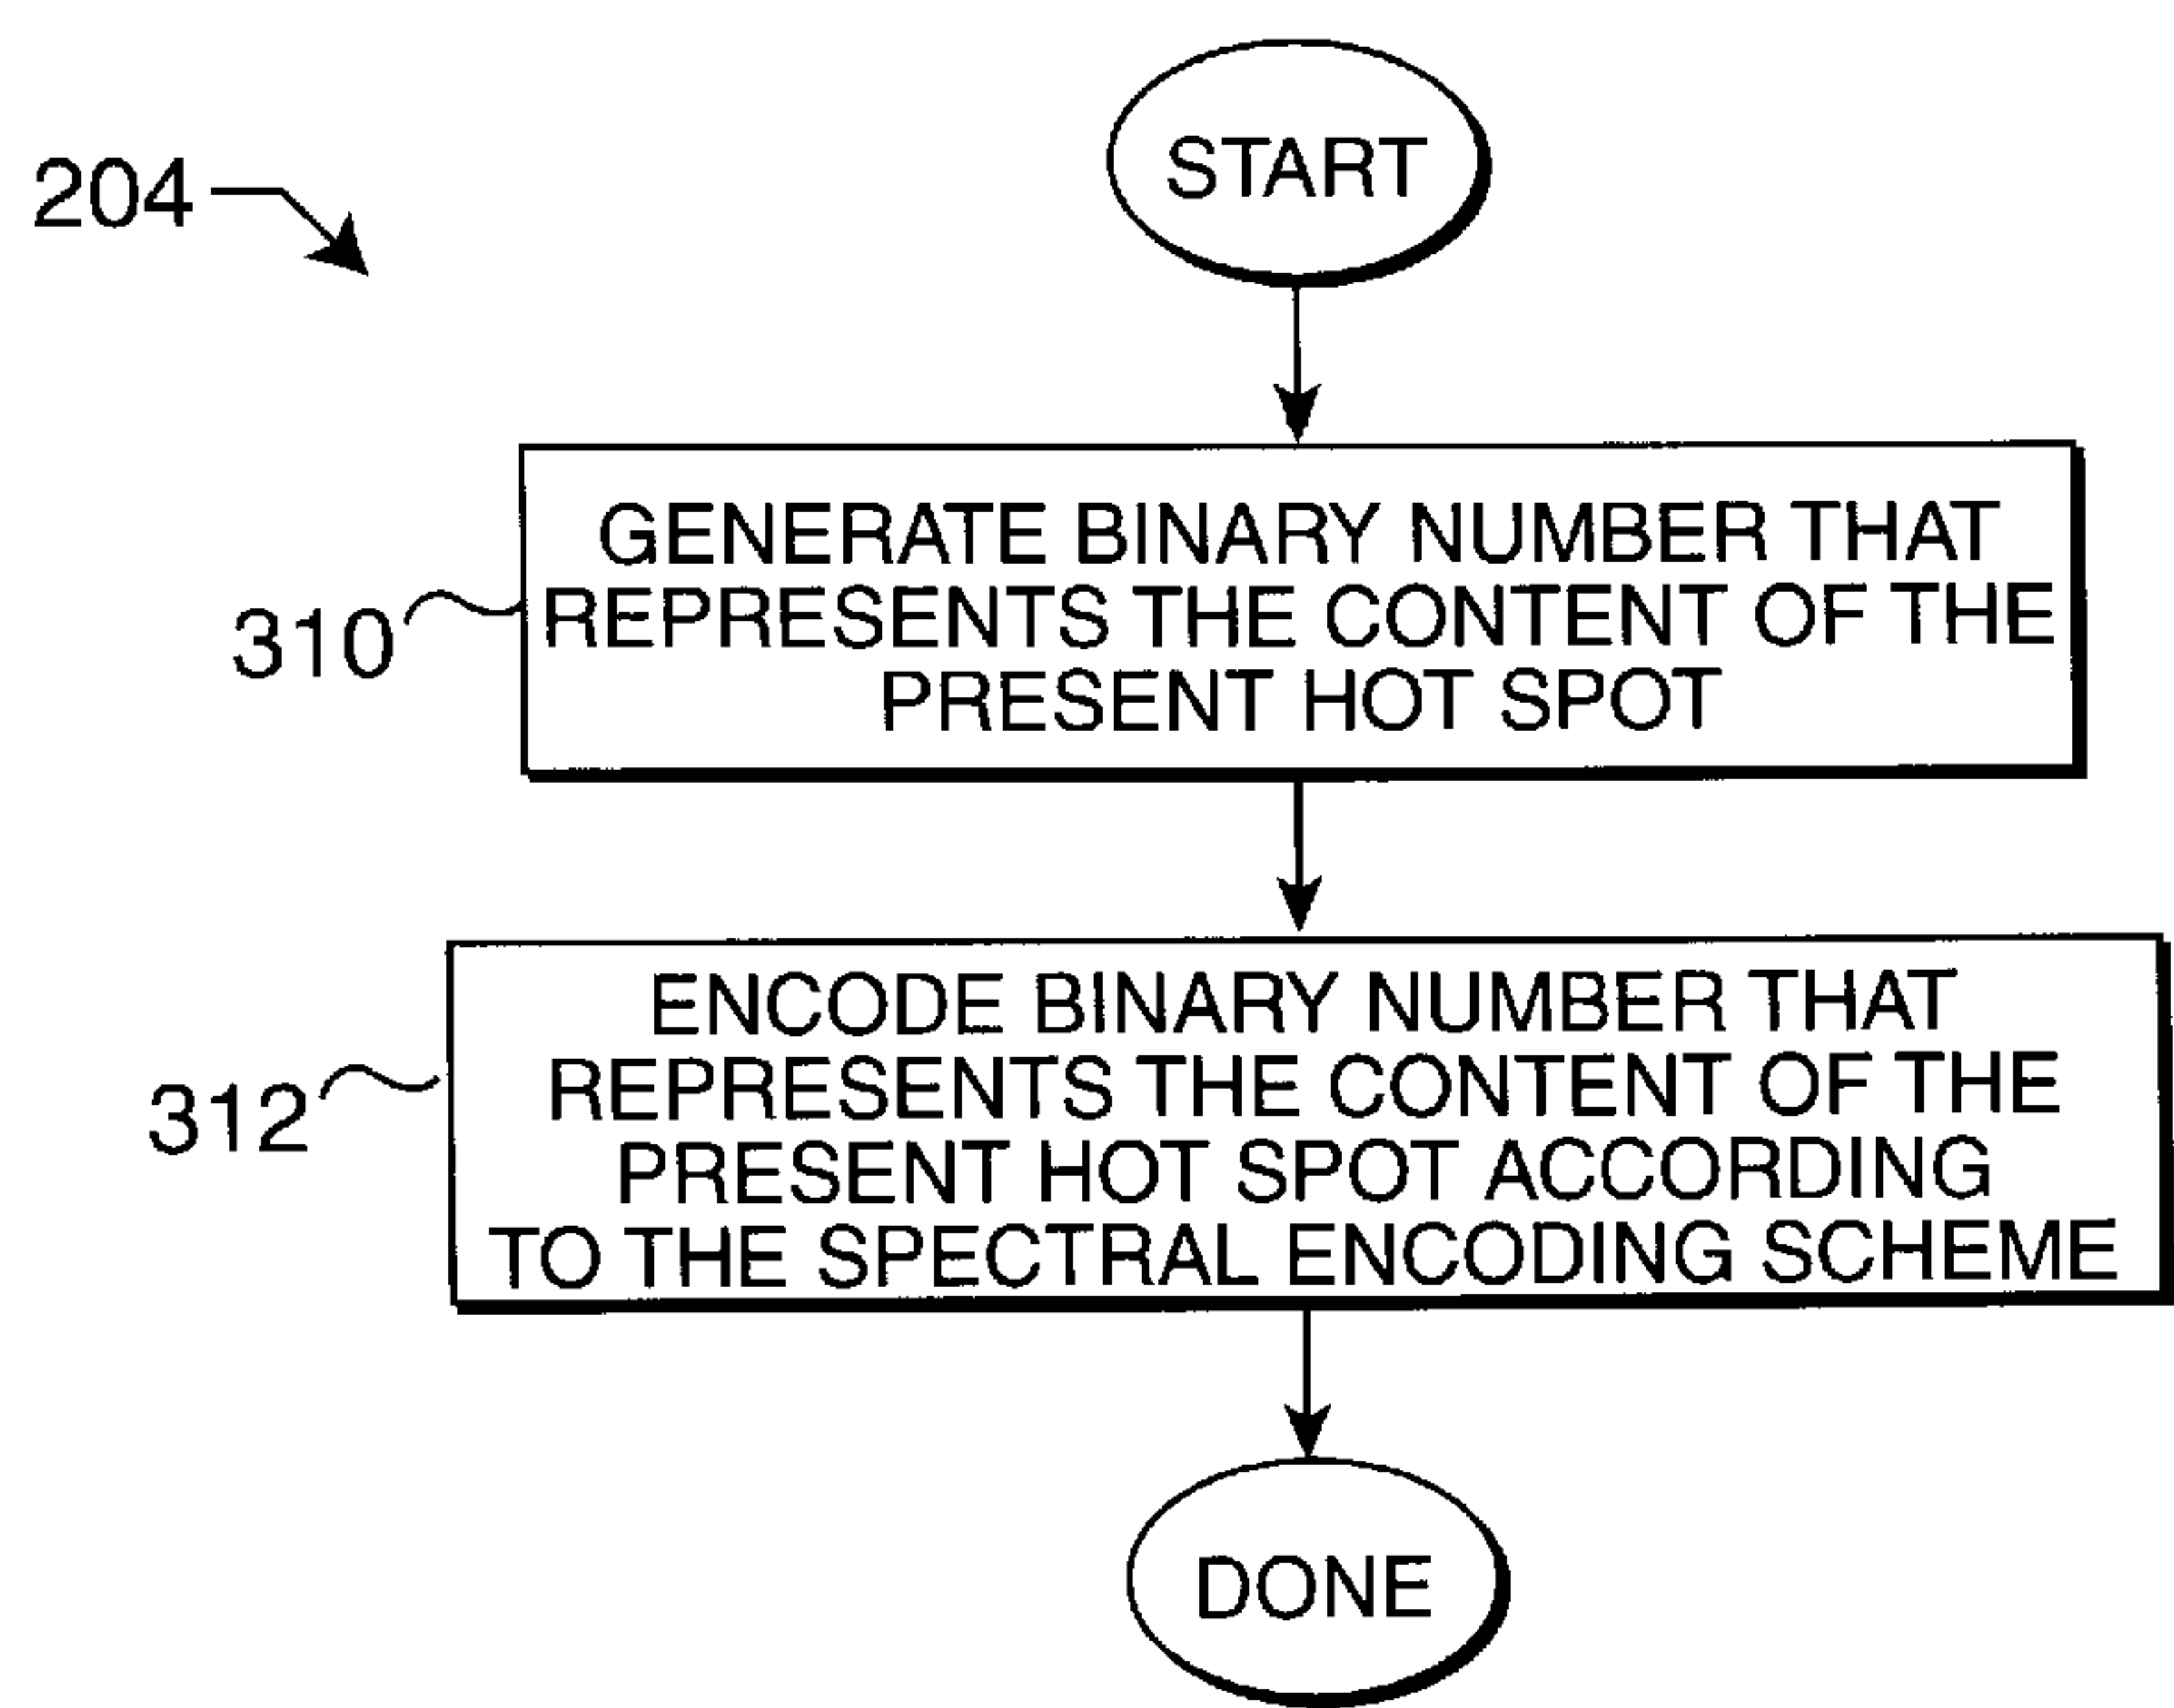 START
204
GENERATE BINARY NUMBER THAT
REPRESENTS THE CONTENT OF THE
PRESENT HOT SPOT
310
ENCODE BINARY NUMBER THAT
REPRESENTS THE CONTENT OF THE
PRESENT HOT SPOT ACCORDING
TO THE SPECTRAL ENCODING SCHEME
312
DONE